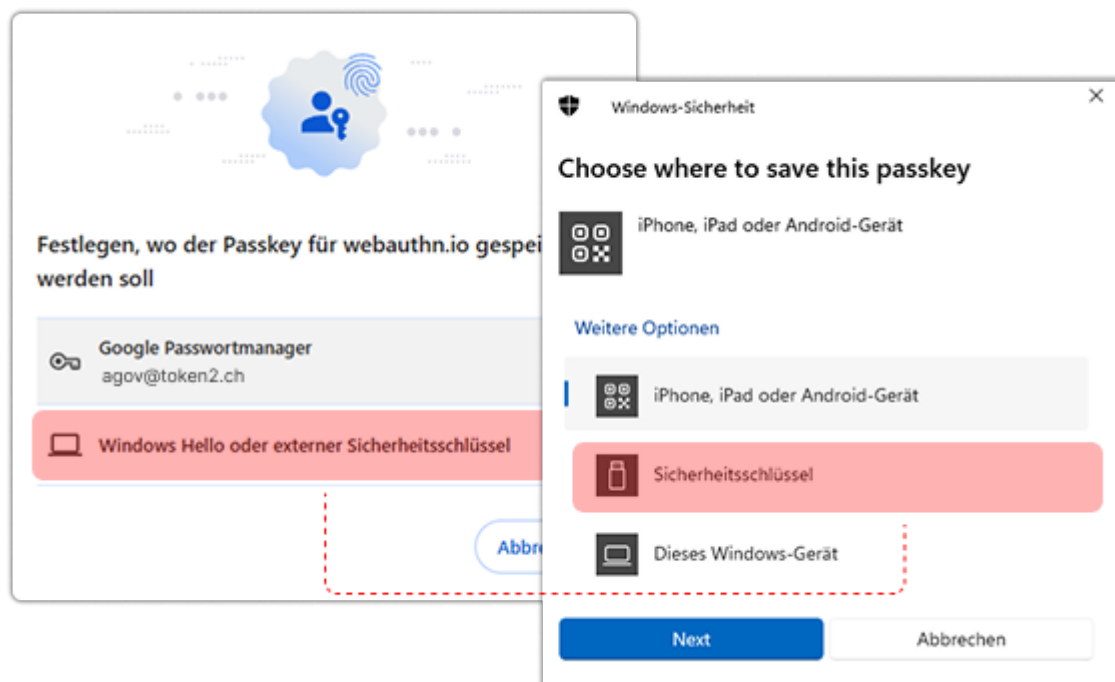 Festlegen, wo der Passkey für webauthn.io gespei
werden soll
Google Passwortmanager
agov@token2.ch
Windows Hello oder externer Sicherheitsschlüssel
Abbre
Windows-Sicherheit
Choose where to save this passkey
iPhone, iPad oder Android-Gerät
Weitere Optionen
iPhone, iPad oder Android-Gerät
Sicherheitsschlüssel
Dieses Windows-Gerät
Next
Abbrechen